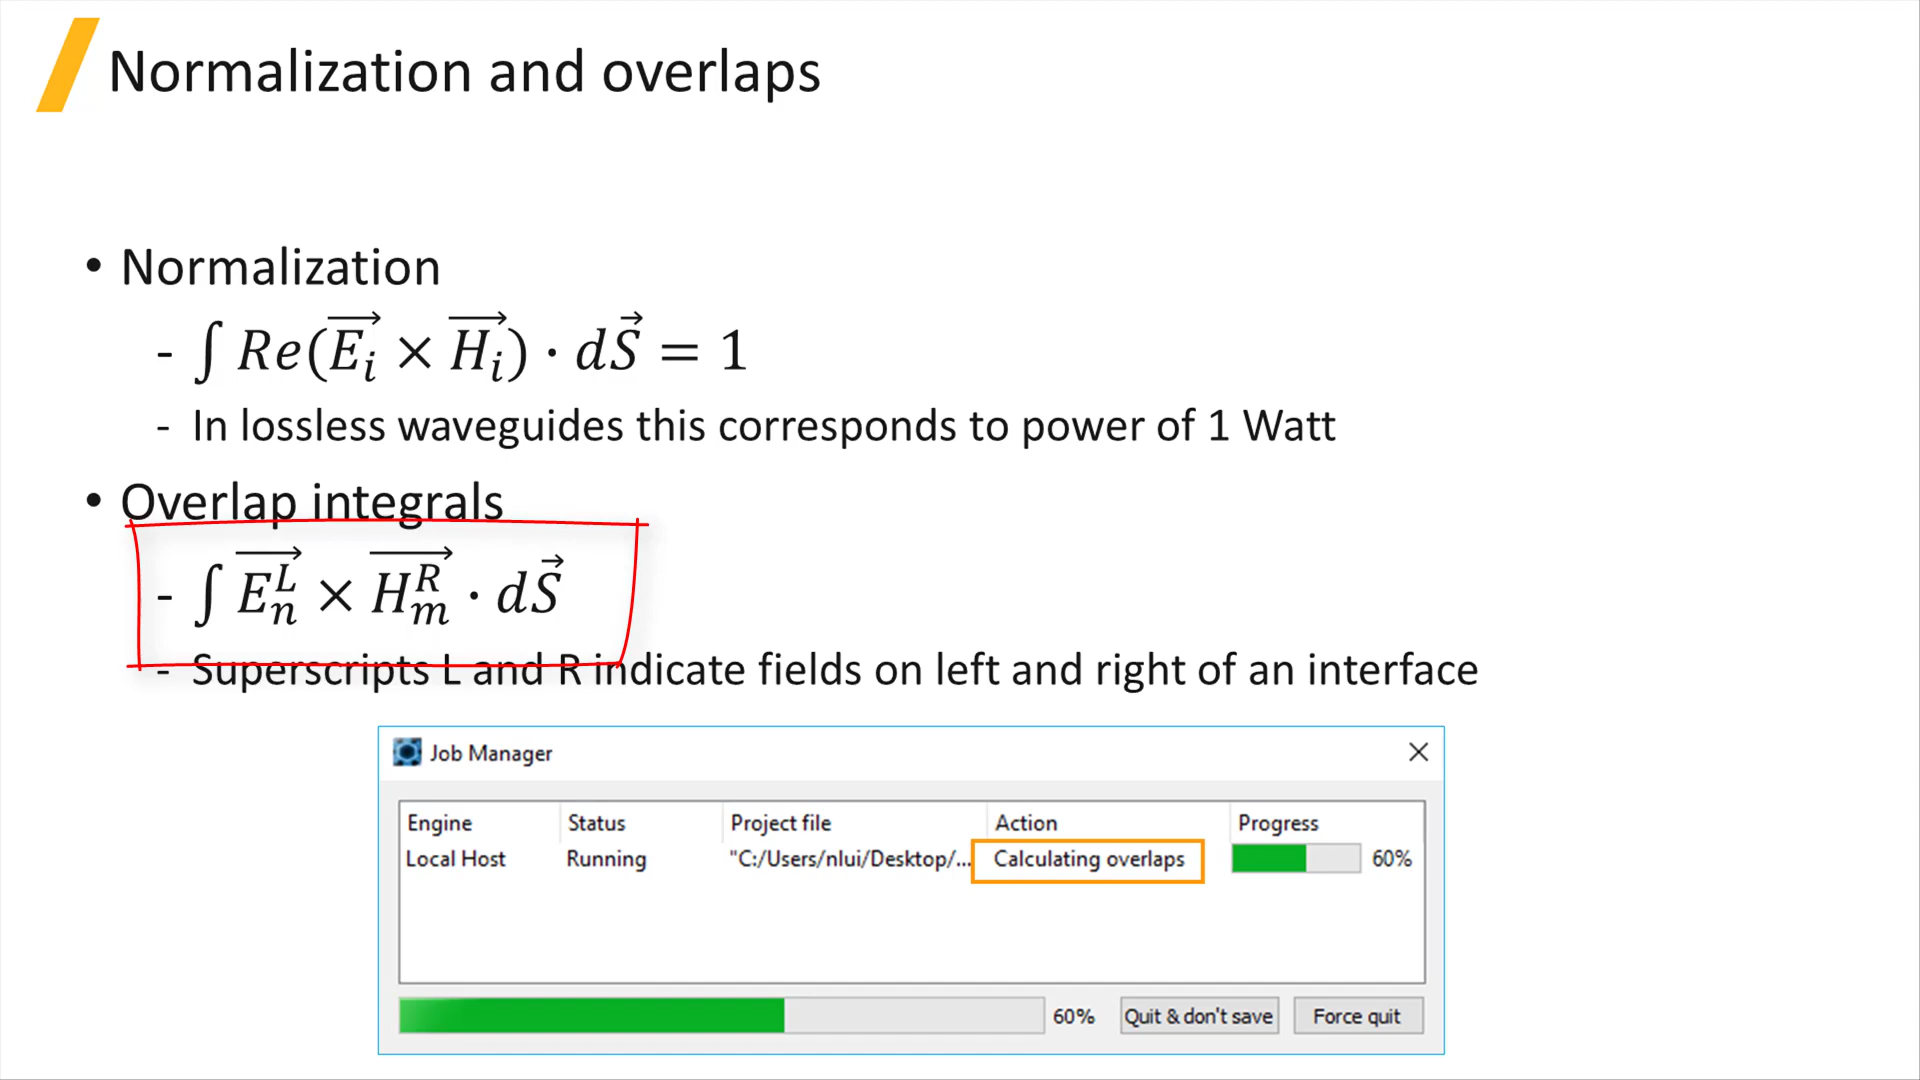 Normalization and overlaps
• Normalization
- ∫ Re(E⃗ᵢ × H⃗ᵢ) · dS⃗ = 1
- In lossless waveguides this corresponds to power of 1 Watt
• Overlap integrals
- ∫ E⃗ₙᴸ × H⃗ₘᴿ · dS⃗
- Superscripts L and R indicate fields on left and right of an interface
Job Manager
Engine Status Project file Action Progress
Local Host Running "C:/Users/nlui/Desktop/... Calculating overlaps 60%
60% Quit & don't save Force quit